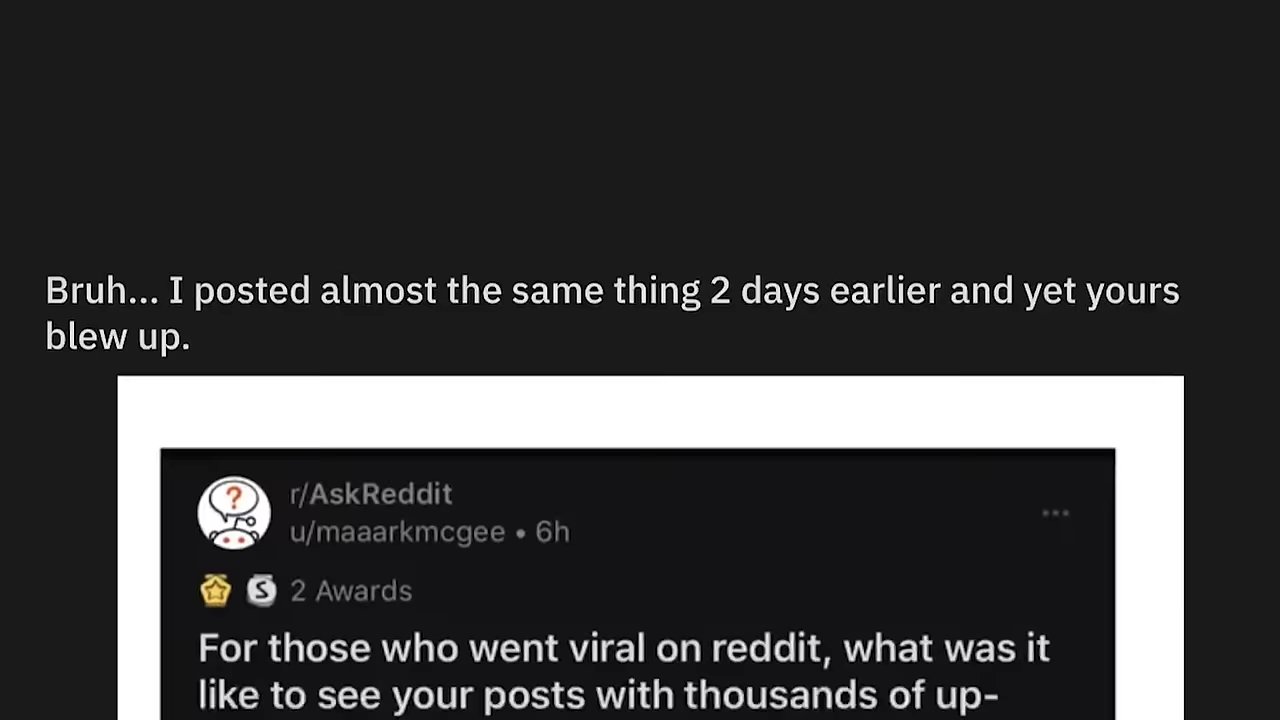 Bruh... I posted almost the same thing 2 days earlier and yet yours
blew up.
r/AskReddit
u/maaarkmcgee • 6h
2 Awards
For those who went viral on reddit, what was it
like to see your posts with thousands of up-